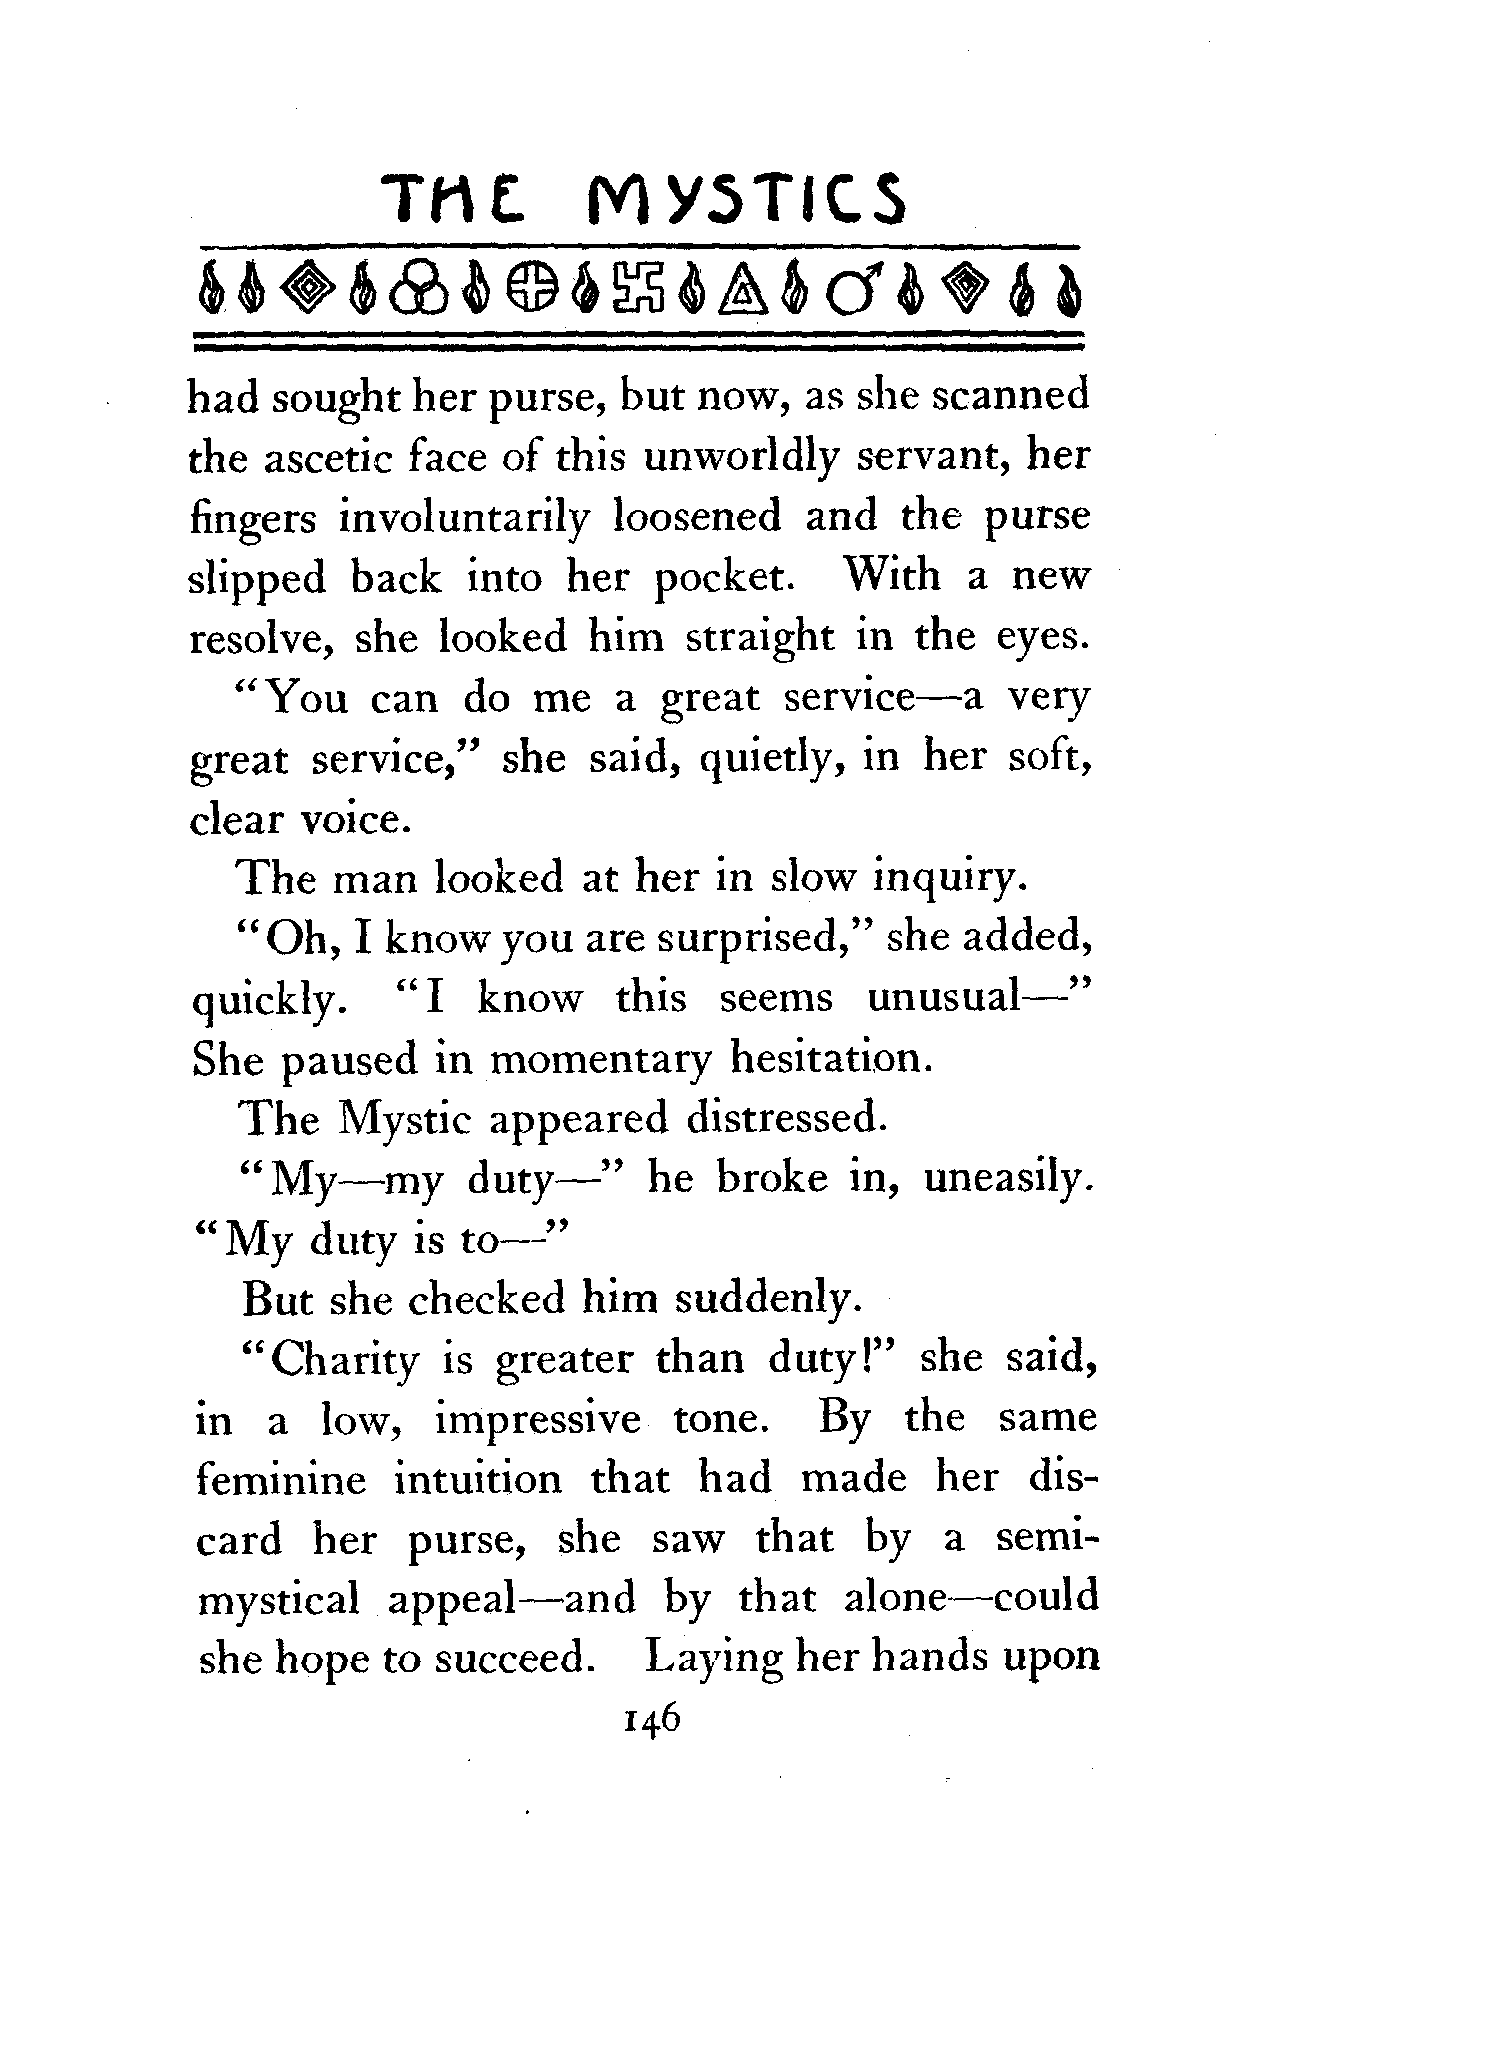 THE MYSTICS
had sought her purse, but now, as she scanned
the ascetic face of this unworldly servant, her
fingers involuntarily loosened and the purse
slipped back into her pocket. With a new
resolve, she looked him straight in the eyes.
"You can do me a great service—a very
great service," she said, quietly, in her soft,
clear voice.
The man looked at her in slow inquiry.
"Oh, I know you are surprised," she added,
quickly. "I know this seems unusual—"
She paused in momentary hesitation.
The Mystic appeared distressed.
"My—my duty—" he broke in, uneasily.
"My duty is to—"
But she checked him suddenly.
"Charity is greater than duty!" she said,
in a low, impressive tone. By the same
feminine intuition that had made her dis-
card her purse, she saw that by a semi-
mystical appeal—and by that alone—could
she hope to succeed. Laying her hands upon
146